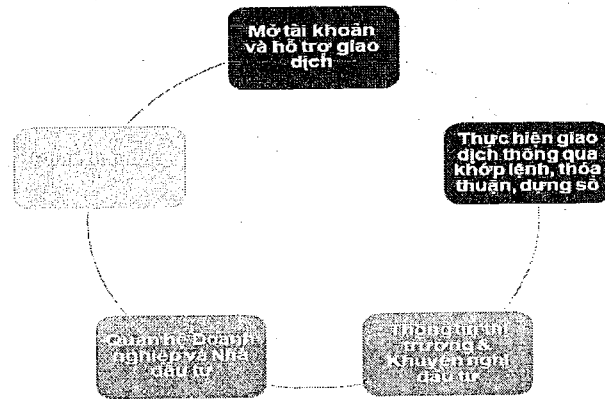 Mở tài khoản
và hỗ trợ giao
dịch
Thực hiện giao
dịch thông qua
khớp lệnh, thỏa
thuận, dựng sổ
Thông tin thị
trường &
Khuyến nghị
đầu tư
Quan hệ Doanh
nghiệp và Nhà
đầu tư